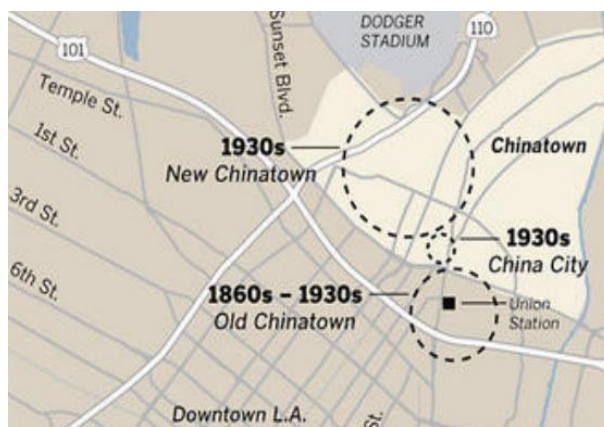 DODGER
STADIUM
110
101
Sunset Blvd.
Temple St.
1st St.
3rd St.
6th St.
1930s
New Chinatown
Chinatown
1930s
China City
1860s – 1930s
Old Chinatown
Union
Station
Downtown L.A.
St.